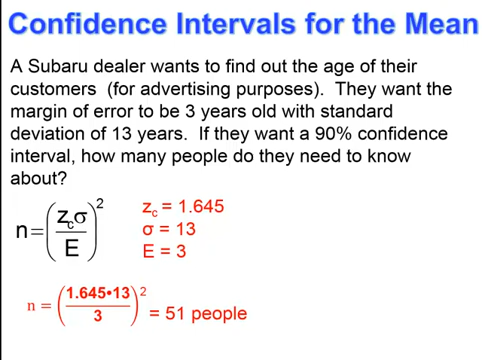 Confidence Intervals for the Mean
A Subaru dealer wants to find out the age of their
customers (for advertising purposes). They want the
margin of error to be 3 years old with standard
deviation of 13 years. If they want a 90% confidence
interval, how many people do they need to know
about?
n=(z_cσ/E)²
z_c = 1.645
σ = 13
E = 3
n = (1.645•13/3)² = 51 people